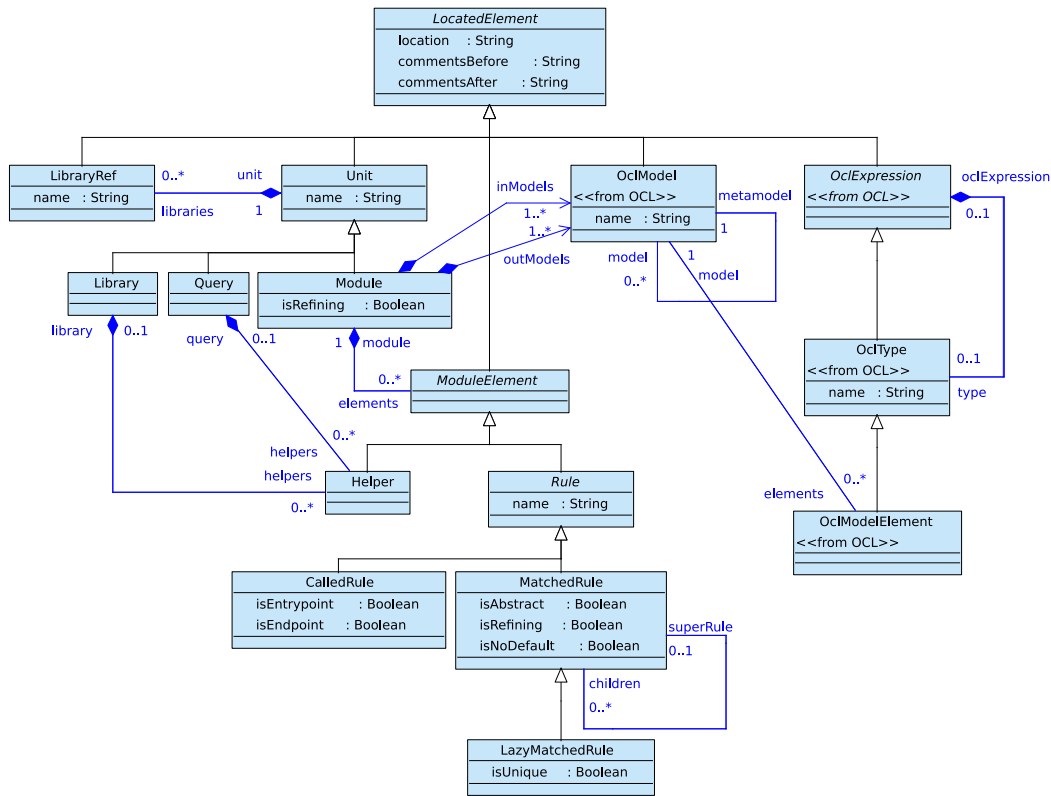 LocatedElement
location : String
commentsBefore : String
commentsAfter : String
LibraryRef
name : String
0..*
libraries
unit
1
Unit
name : String
inModels
1..*
1..*
outModels
OclModel
<<from OCL>>
name : String
metamodel
1
model
0..*
1
model
OclExpression
<<from OCL>>
oclExpression
0..1
Library
library
0..1
Query
query
0..1
Module
isRefining : Boolean
1
module
0..*
elements
ModuleElement
OclType
<<from OCL>>
name : String
0..1
type
0..*
helpers
helpers
0..*
Helper
Rule
name : String
0..*
elements
OclModelElement
<<from OCL>>
CalledRule
isEntrypoint : Boolean
isEndpoint : Boolean
MatchedRule
isAbstract : Boolean
isRefining : Boolean
isNoDefault : Boolean
superRule
0..1
children
0..*
LazyMatchedRule
isUnique : Boolean